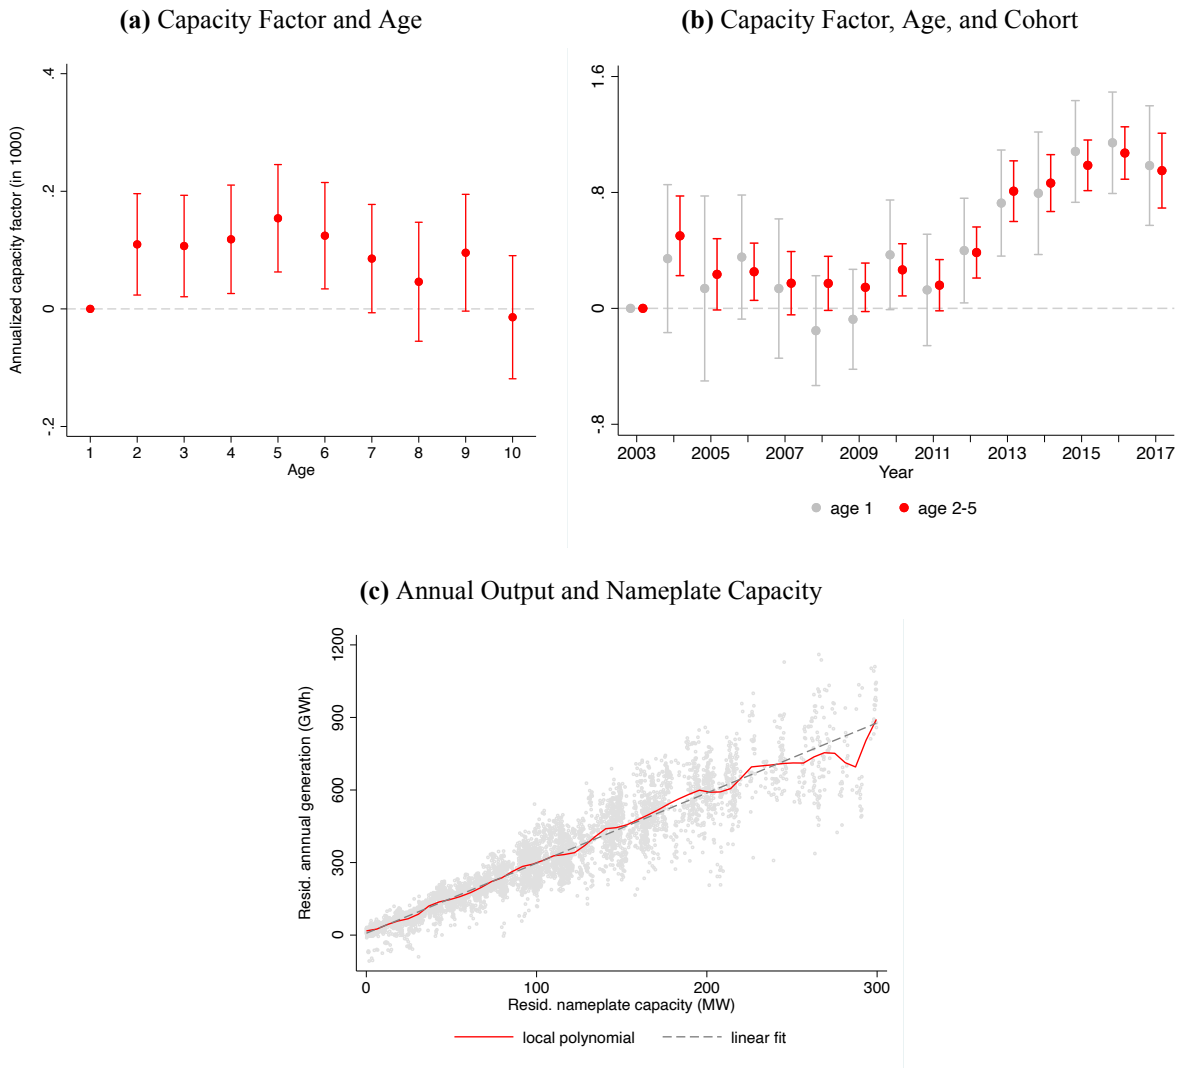 (a) Capacity Factor and Age
Annualized capacity factor (in 1000)
.4
.2
0
-.2
1 2 3 4 5 6 7 8 9 10
Age
(b) Capacity Factor, Age, and Cohort
1.6
.8
0
-.8
2003 2005 2007 2009 2011 2013 2015 2017
Year
age 1 age 2-5
(c) Annual Output and Nameplate Capacity
Resid. annnual generation (GWh)
1200
900
600
300
0
0 100 200 300
Resid. nameplate capacity (MW)
local polynomial linear fit